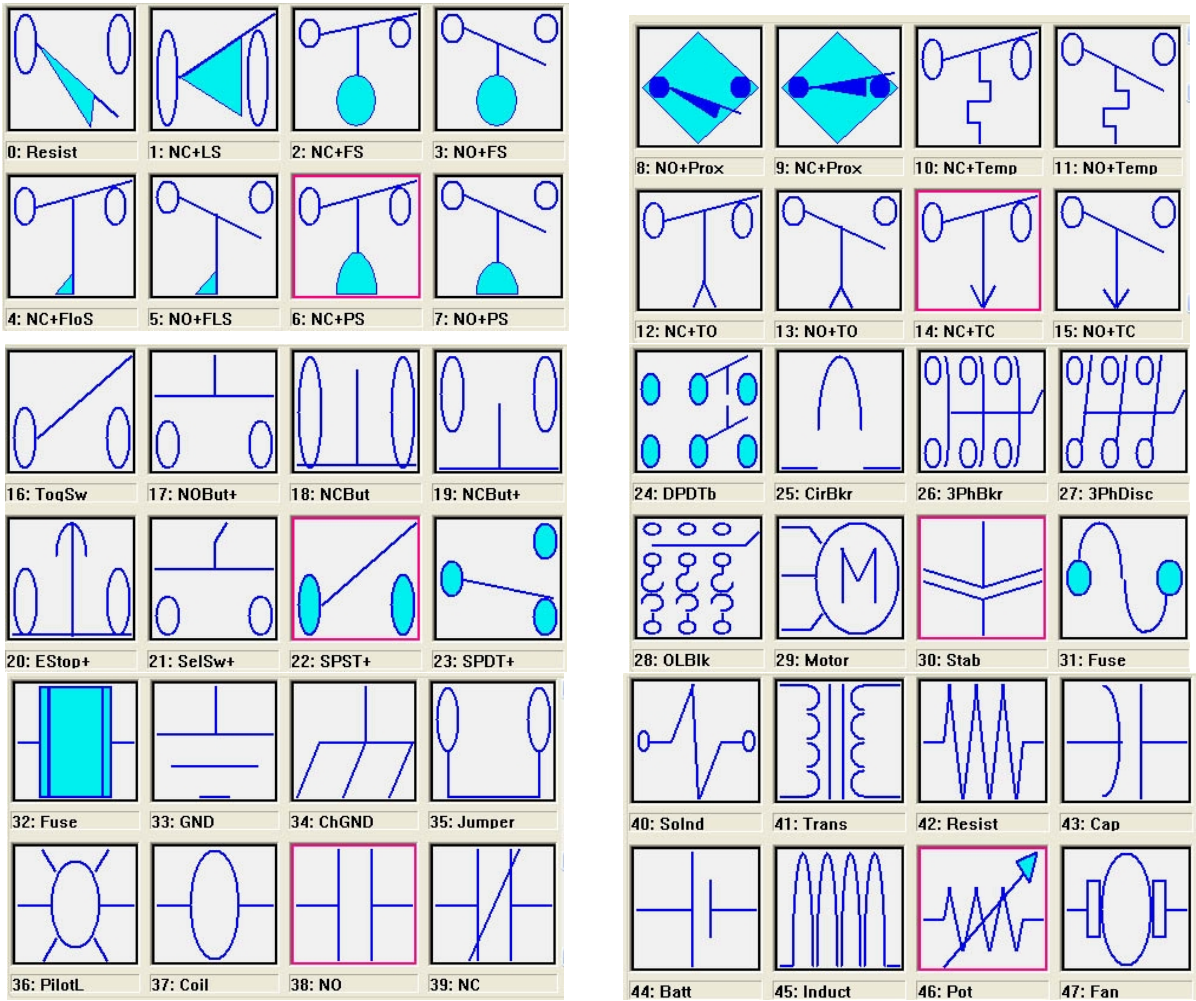 0: Resist
1: NC+LS
2: NC+FS
3: NO+FS
4: NC+FloS
5: NO+FLS
6: NC+PS
7: NO+PS
8: NO+Prox
9: NC+Prox
10: NC+Temp
11: NO+Temp
12: NC+TO
13: NO+TO
14: NC+TC
15: NO+TC
16: TogSw
17: NOBut+
18: NCBut
19: NCBut+
20: EStop+
21: SelSw+
22: SPST+
23: SPDT+
24: DPDTb
25: CirBkr
26: 3PhBkr
27: 3PhDisc
28: OLBlk
M
29: Motor
30: Stab
31: Fuse
32: Fuse
33: GND
34: ChGND
35: Jumper
36: PilotL
37: Coil
38: NO
39: NC
40: Solnd
41: Trans
42: Resist
43: Cap
44: Batt
45: Induct
46: Pot
47: Fan